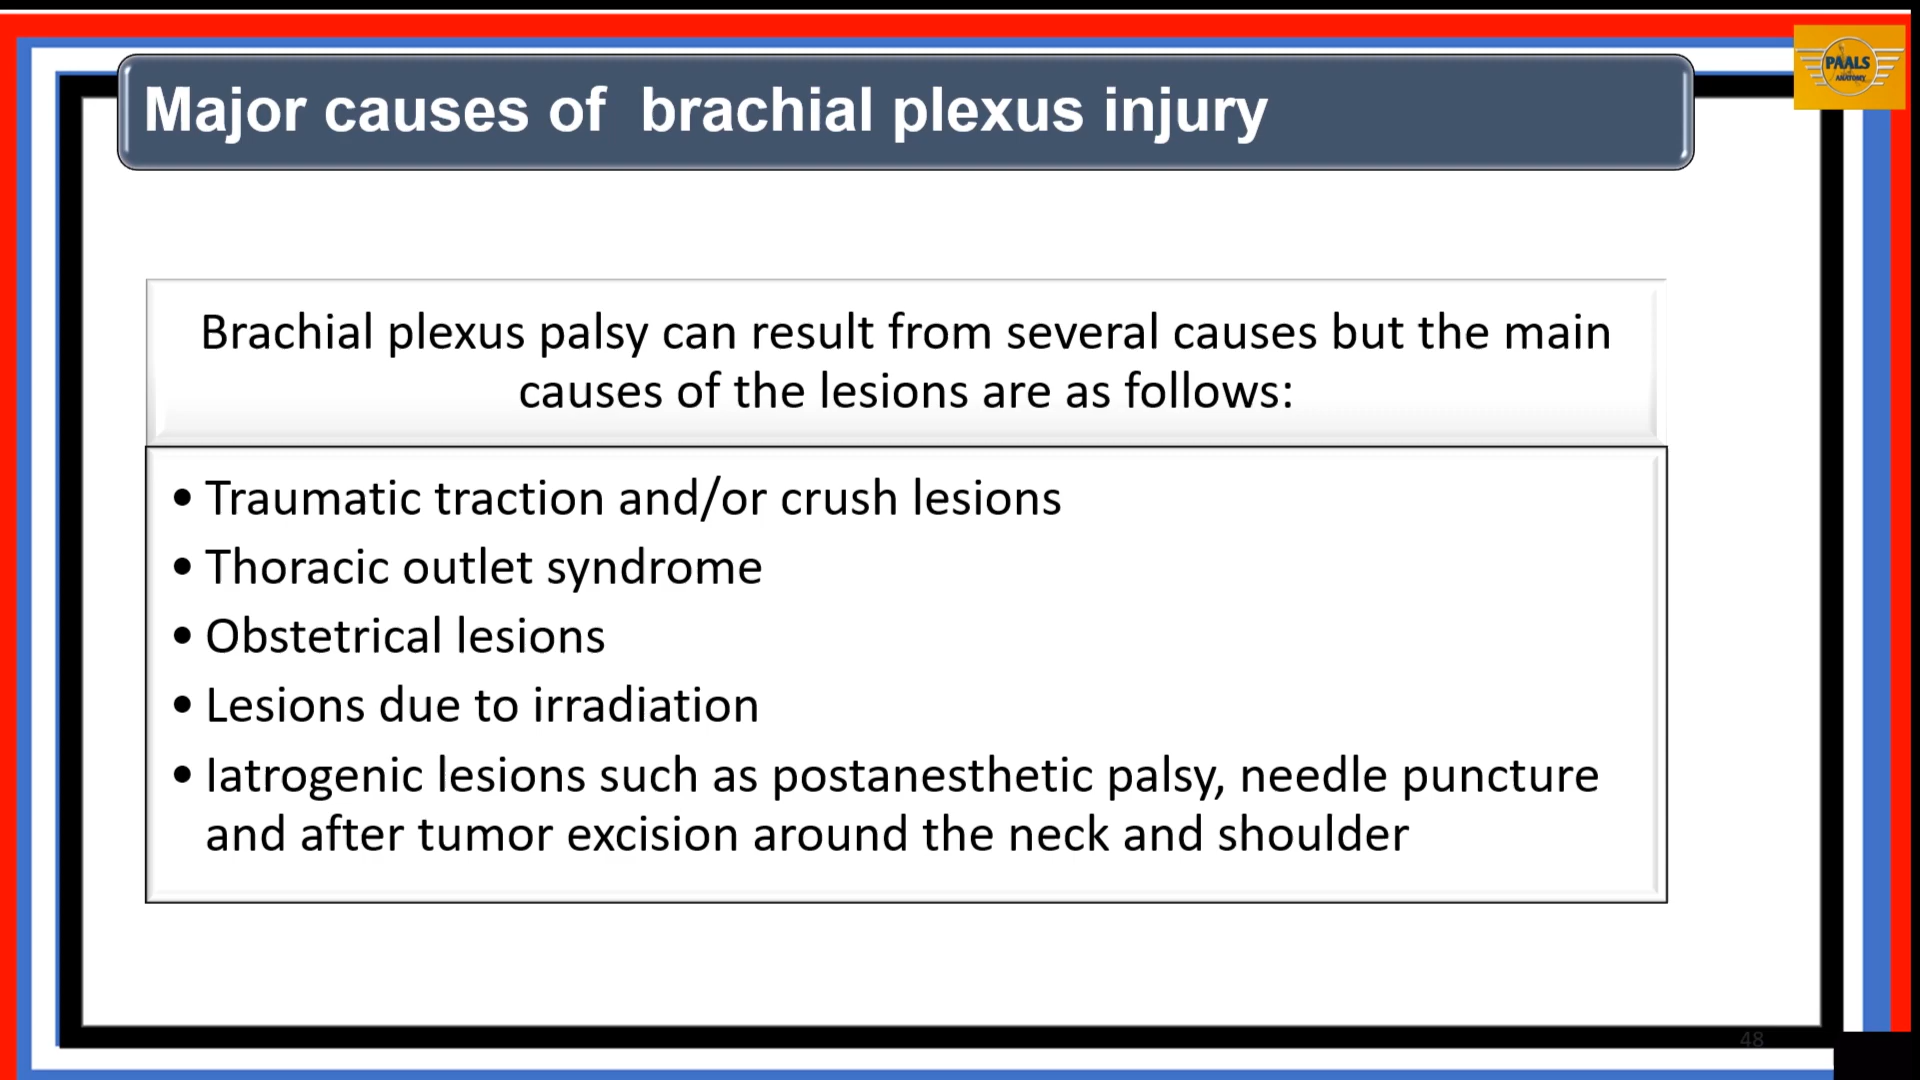 Major causes of  brachial plexus injury
PAALS
ANATOMY
Brachial plexus palsy can result from several causes but the main
causes of the lesions are as follows:
• Traumatic traction and/or crush lesions
• Thoracic outlet syndrome
• Obstetrical lesions
• Lesions due to irradiation
• Iatrogenic lesions such as postanesthetic palsy, needle puncture
and after tumor excision around the neck and shoulder
48